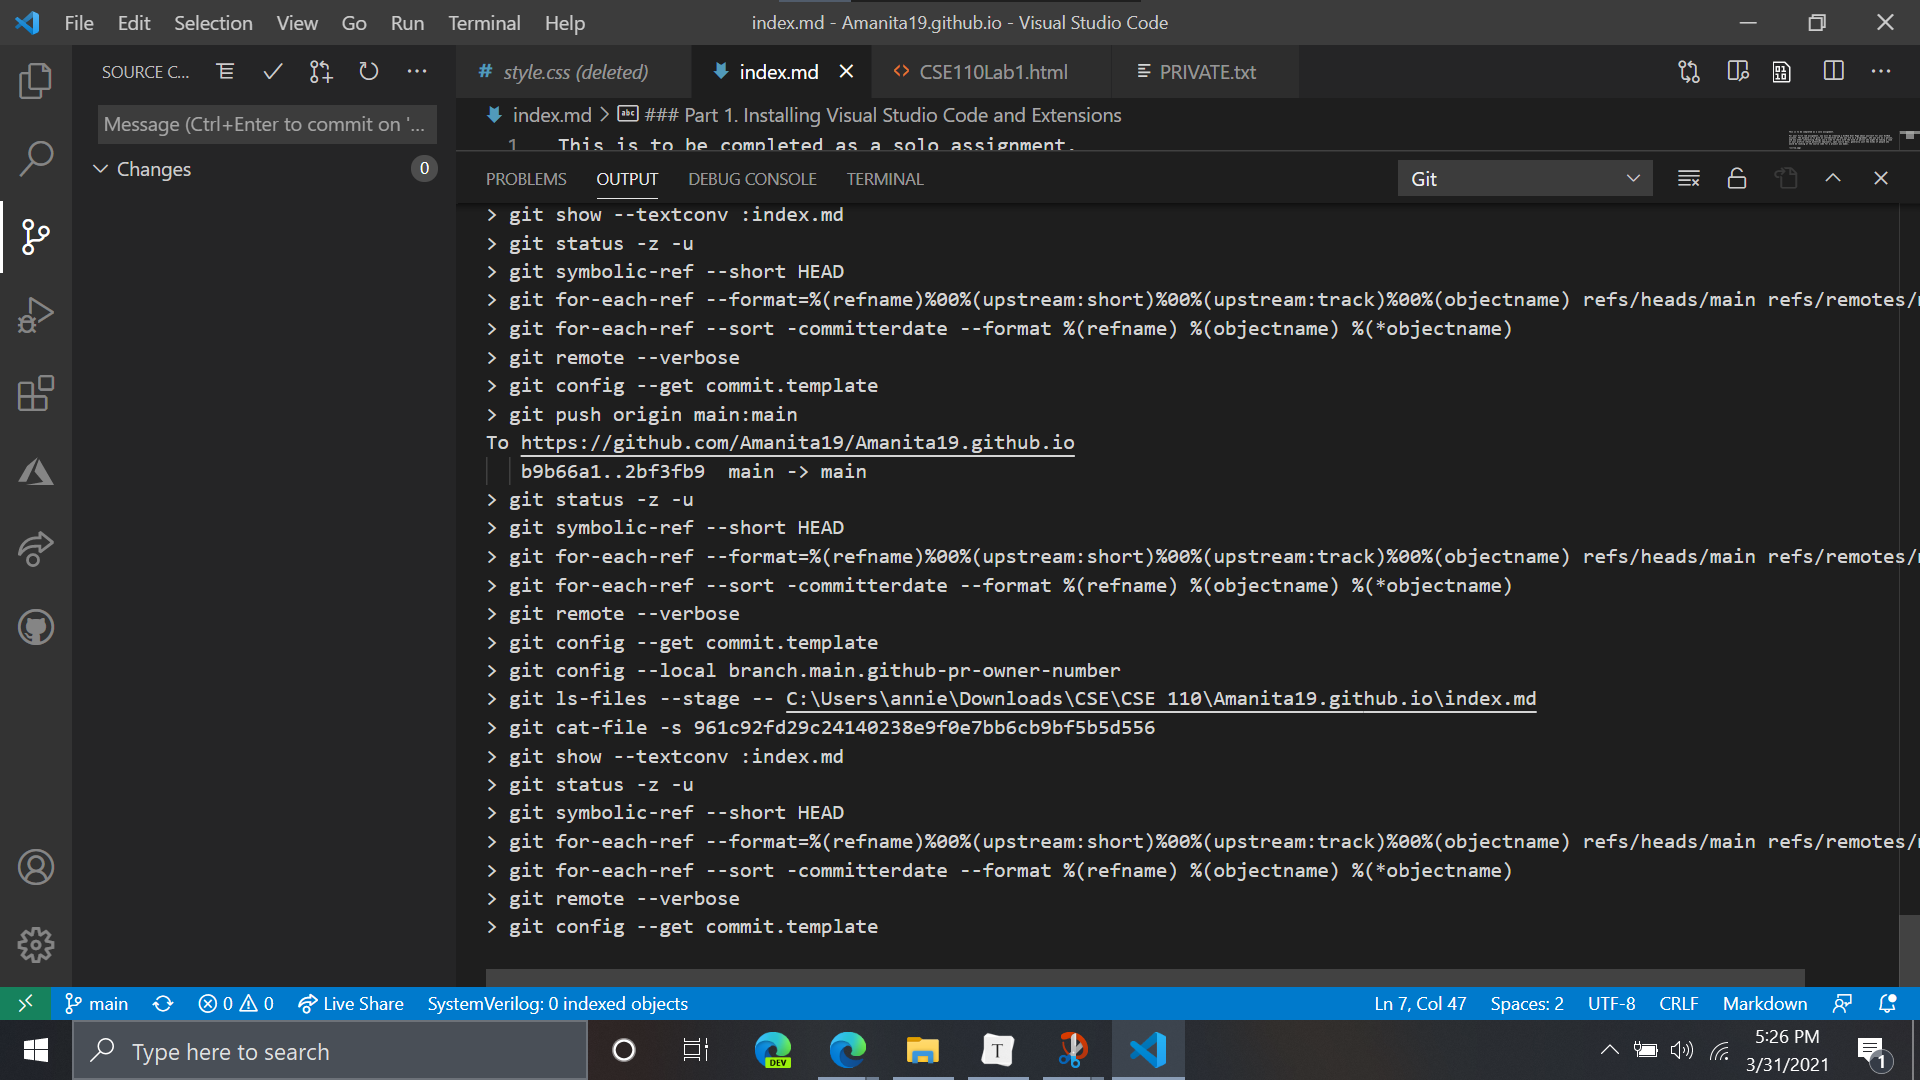 File Edit Selection View Go Run Terminal Help
index.md - Amanita19.github.io - Visual Studio Code
SOURCE C...
# style.css (deleted)
index.md
<> CSE110Lab1.html
PRIVATE.txt
index.md > ### Part 1. Installing Visual Studio Code and Extensions
Message (Ctrl+Enter to commit on '...
1 This is to be completed as a solo assignment.
Changes 0
PROBLEMS OUTPUT DEBUG CONSOLE TERMINAL
Git
> git show --textconv :index.md
> git status -z -u
> git symbolic-ref --short HEAD
> git for-each-ref --format=%(refname)%00%(upstream:short)%00%(upstream:track)%00%(objectname) refs/heads/main refs/remotes/
> git for-each-ref --sort -committerdate --format %(refname) %(objectname) %(*objectname)
> git remote --verbose
> git config --get commit.template
> git push origin main:main
To https://github.com/Amanita19/Amanita19.github.io
b9b66a1..2bf3fb9  main -> main
> git status -z -u
> git symbolic-ref --short HEAD
> git for-each-ref --format=%(refname)%00%(upstream:short)%00%(upstream:track)%00%(objectname) refs/heads/main refs/remotes/
> git for-each-ref --sort -committerdate --format %(refname) %(objectname) %(*objectname)
> git remote --verbose
> git config --get commit.template
> git config --local branch.main.github-pr-owner-number
> git ls-files --stage -- C:\Users\annie\Downloads\CSE\CSE 110\Amanita19.github.io\index.md
> git cat-file -s 961c92fd29c24140238e9f0e7bb6cb9bf5b5d556
> git show --textconv :index.md
> git status -z -u
> git symbolic-ref --short HEAD
> git for-each-ref --format=%(refname)%00%(upstream:short)%00%(upstream:track)%00%(objectname) refs/heads/main refs/remotes/
> git for-each-ref --sort -committerdate --format %(refname) %(objectname) %(*objectname)
> git remote --verbose
> git config --get commit.template
main 0 0 Live Share SystemVerilog: 0 indexed objects
Ln 7, Col 47 Spaces: 2 UTF-8 CRLF Markdown
Type here to search
DEV
T
5:26 PM
3/31/2021
1